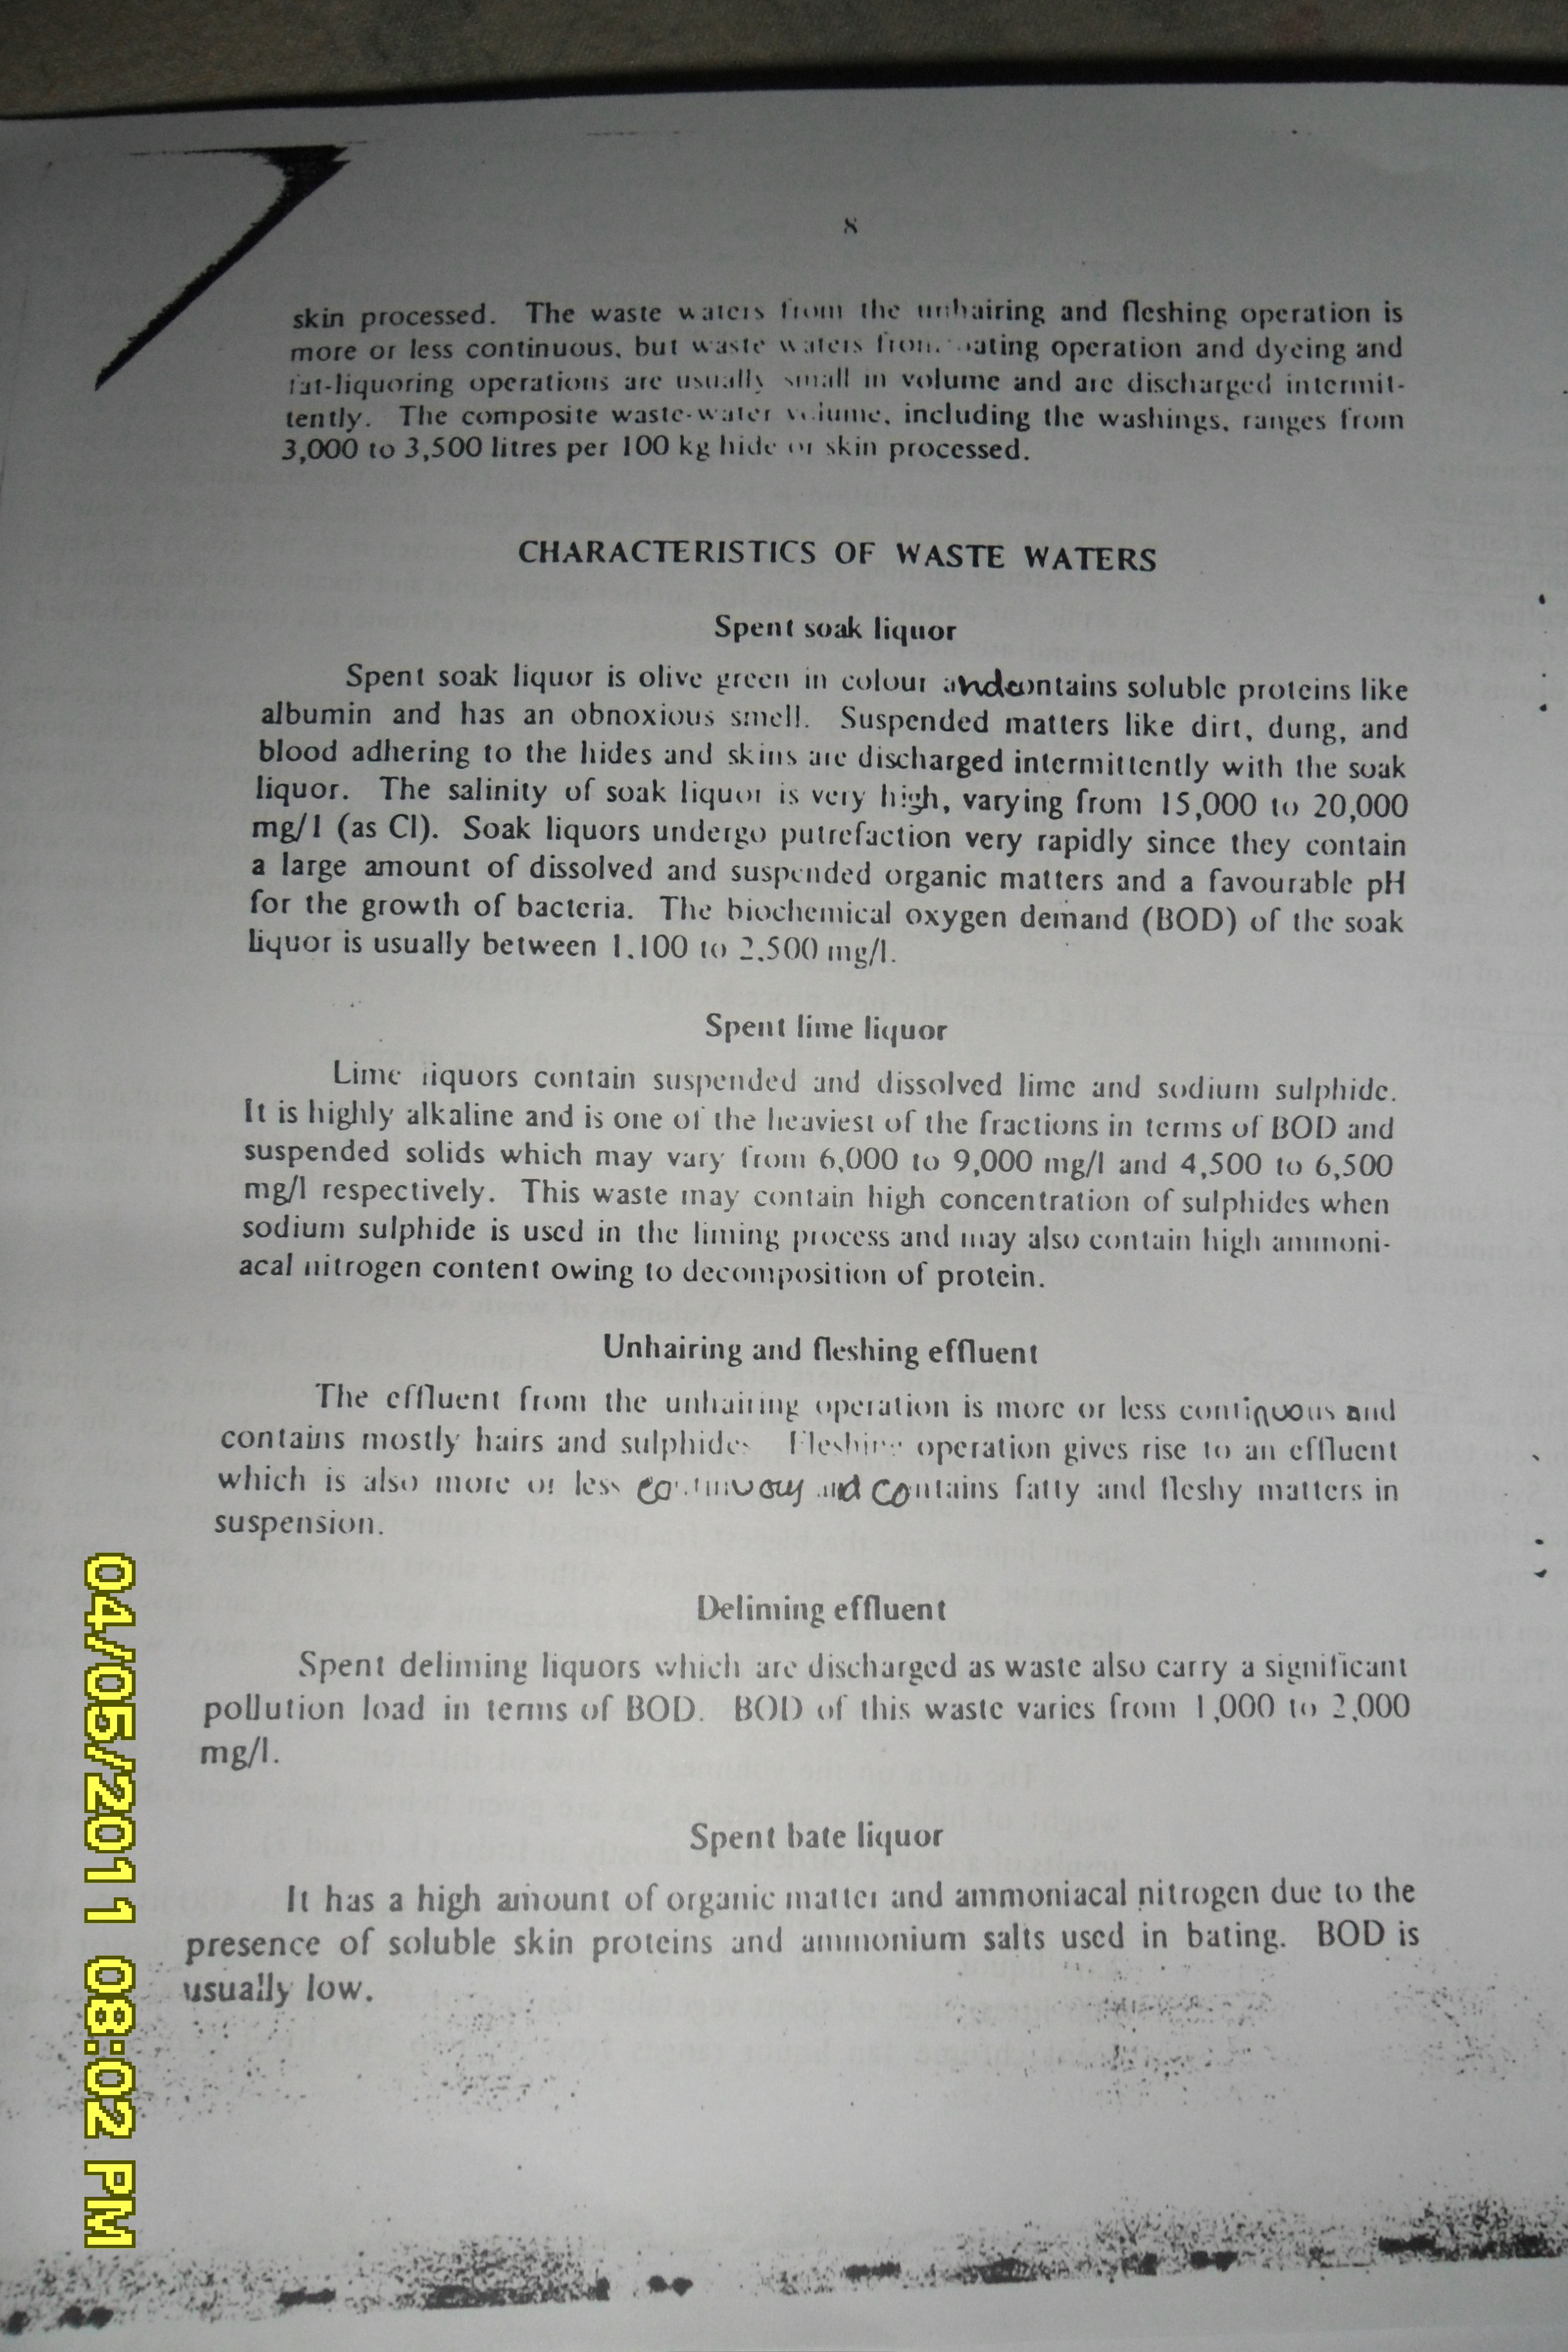 8
skin processed. The waste waters from the unhairing and fleshing operation is
more or less continuous, but waste waters from operation and dyeing and
fat-liquoring operations are usually small in volume and are discharged intermit-
tently. The composite waste-water volume, including the washings, ranges from
3,000 to 3,500 litres per 100 kg hide or skin processed.
CHARACTERISTICS OF WASTE WATERS
Spent soak liquor
Spent soak liquor is olive green in colour and contains soluble proteins like
albumin and has an obnoxious smell. Suspended matters like dirt, dung, and
blood adhering to the hides and skins are discharged intermittently with the soak
liquor. The salinity of soak liquor is very high, varying from 15,000 to 20,000
mg/l (as Cl). Soak liquors undergo putrefaction very rapidly since they contain
a large amount of dissolved and suspended organic matters and a favourable pH
for the growth of bacteria. The biochemical oxygen demand (BOD) of the soak
liquor is usually between 1,100 to 2,500 mg/l.
Spent lime liquor
Lime liquors contain suspended and dissolved lime and sodium sulphide.
It is highly alkaline and is one of the heaviest of the fractions in terms of BOD and
suspended solids which may vary from 6,000 to 9,000 mg/l and 4,500 to 6,500
mg/l respectively. This waste may contain high concentration of sulphides when
sodium sulphide is used in the liming process and may also contain high ammoni-
acal nitrogen content owing to decomposition of protein.
Unhairing and fleshing effluent
The effluent from the unhairing operation is more or less continuous and
contains mostly hairs and sulphides Fleshing operation gives rise to an effluent
which is also more or less continuous and contains fatty and fleshy matters in
suspension.
Deliming effluent
Spent deliming liquors which are discharged as waste also carry a significant
pollution load in terms of BOD. BOD of this waste varies from 1,000 to 2,000
mg/l.
Spent bate liquor
It has a high amount of organic matter and ammoniacal nitrogen due to the
presence of soluble skin proteins and ammonium salts used in bating. BOD is
usually low.
04/05/2011 08:02 PM